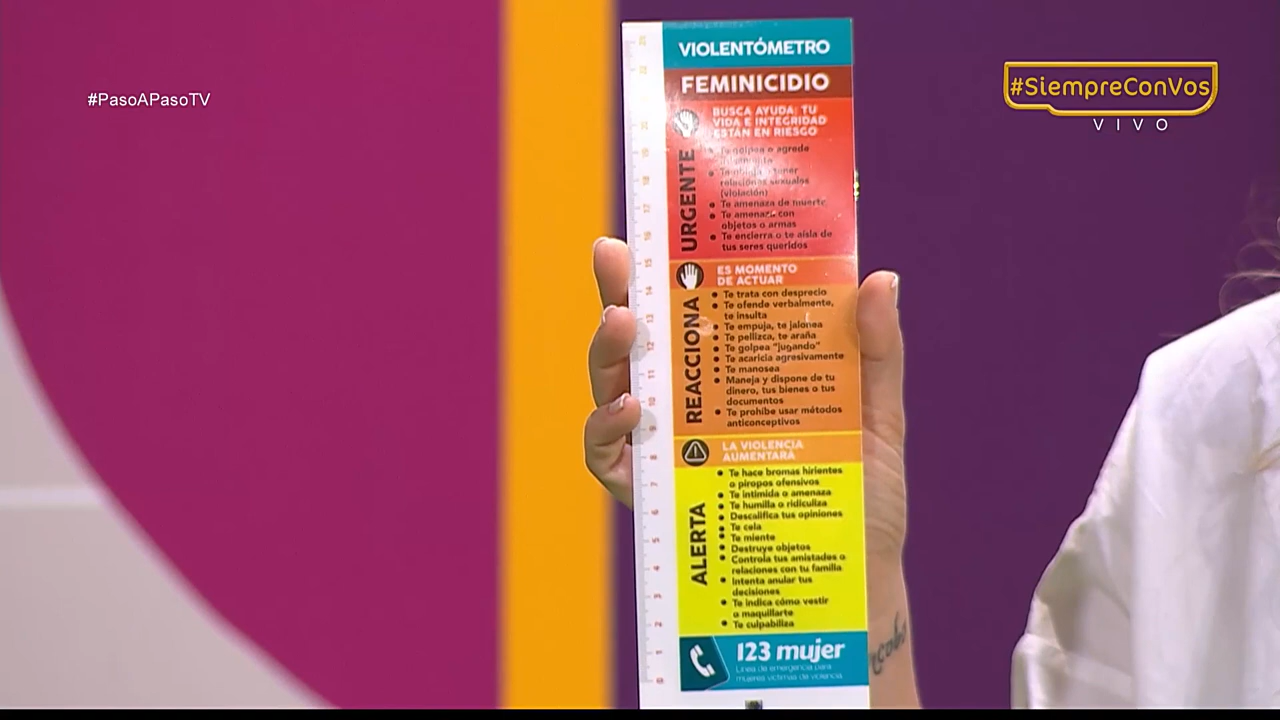 #PasoAPasoTV
#SiempreConVos
VIVO
VIOLENTÓMETRO
FEMINICIDIO
BUSCA AYUDA: TU
VIDA E INTEGRIDAD
ESTÁN EN RIESGO
URGENTE
Te golpea o agrede
relaciones sexuales
(violación)
Te amenaza de muerte
Te amenaza con
objetos o armas
Te encierra o te aísla de
tus seres queridos
ES MOMENTO
DE ACTUAR
REACCIONA
Te trata con desprecio
Te ofende verbalmente,
te insulta
Te empuja, te jalonea
Te pellizca, te araña
Te golpea "jugando"
Te acaricia agresivamente
Te manosea
Maneja y dispone de tu
dinero, tus bienes o tus
documentos
Te prohíbe usar métodos
anticonceptivos
LA VIOLENCIA
AUMENTARÁ
ALERTA
Te hace bromas hirientes
o piropos ofensivos
Te intimida o amenaza
Te humilla o ridiculiza
Descalifica tus opiniones
Te cela
Te miente
Destruye objetos
Controla tus amistades o
relaciones con tu familia
Intenta anular tus
decisiones
Te indica cómo vestir
o maquillarte
Te culpabiliza
123 mujer
Línea de emergencia para
mujeres víctimas de violencia